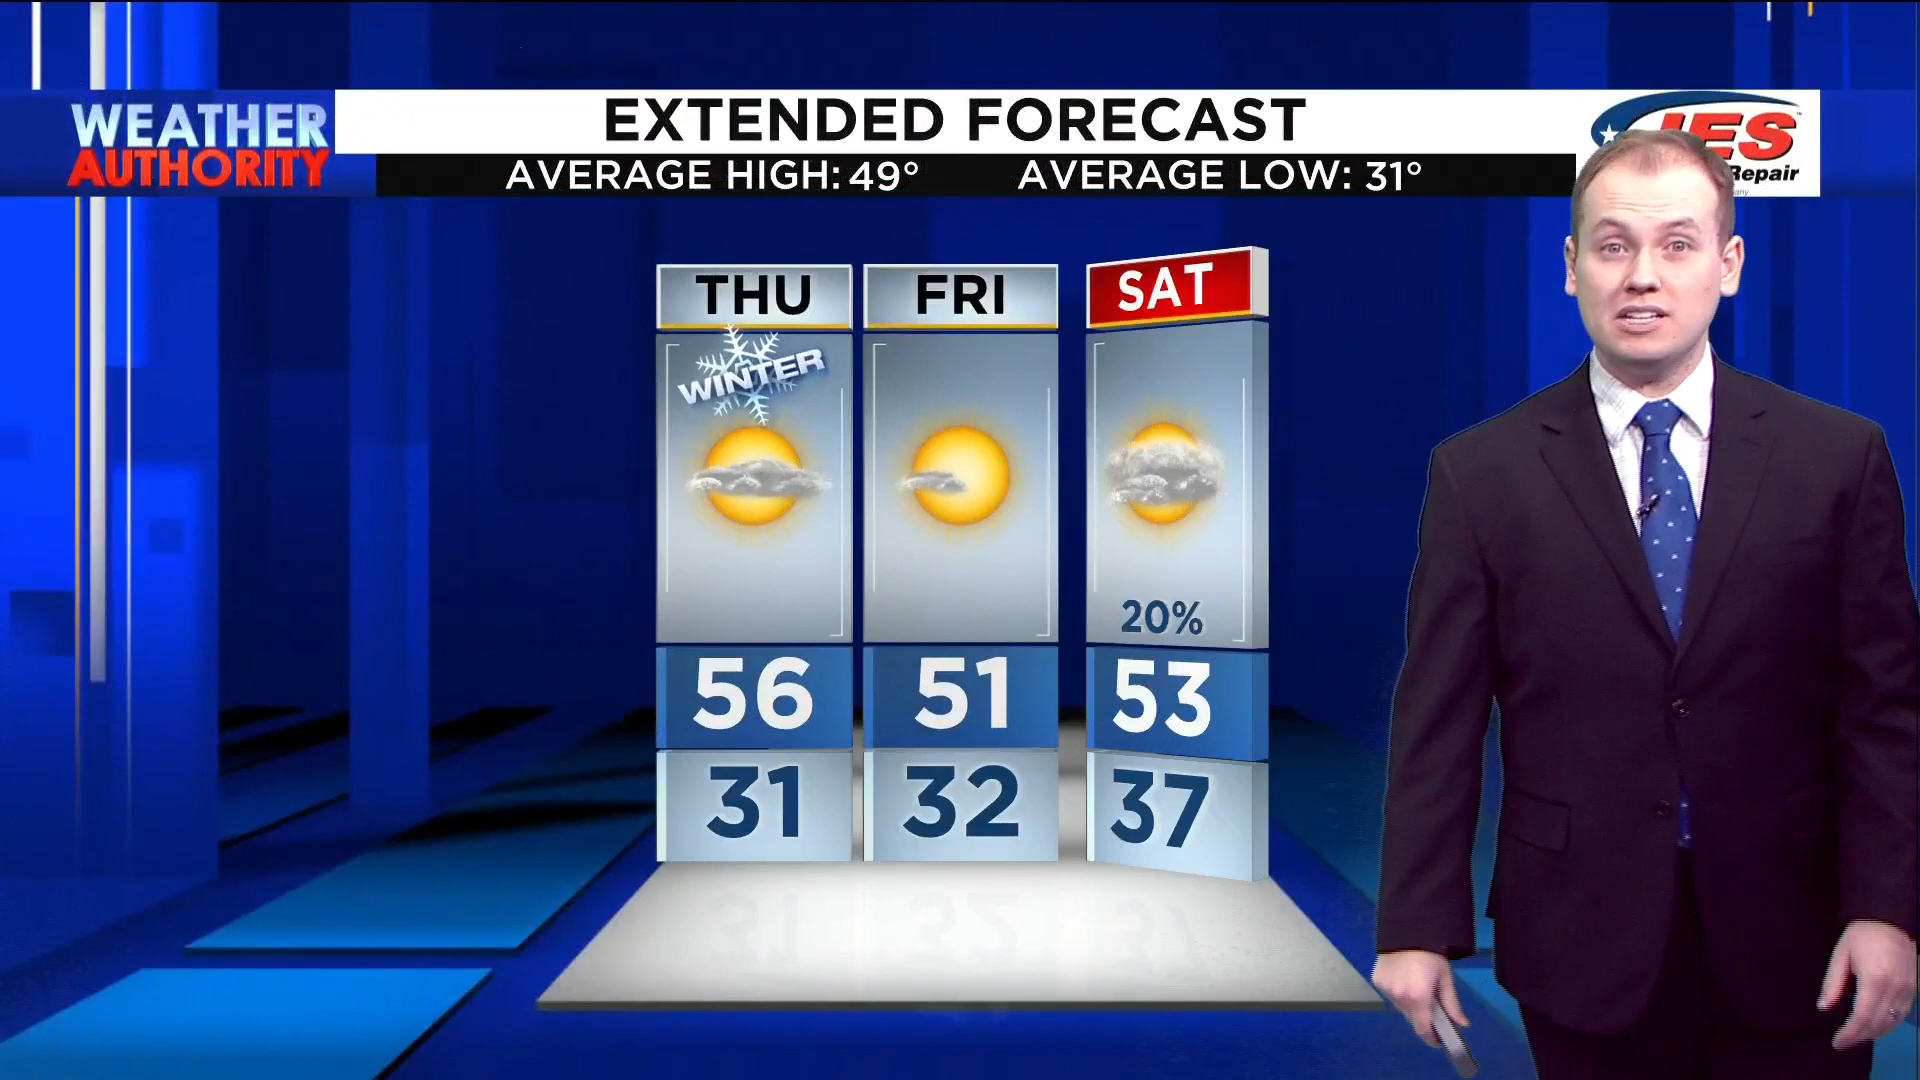 WEATHER
AUTHORITY
EXTENDED FORECAST
AVERAGE HIGH: 49° AVERAGE LOW: 31°
Repair
THU FRI SAT
WINTER
20%
56 51 53
31 32 37